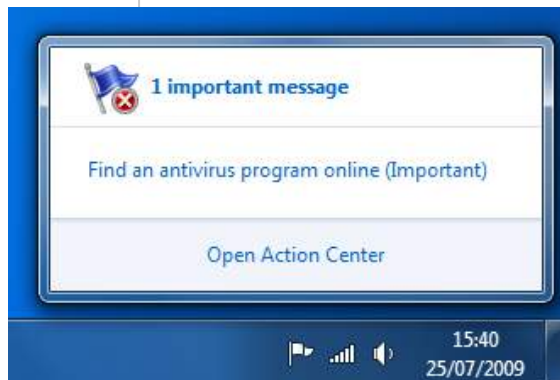 1 important message
Find an antivirus program online (Important)
Open Action Center
15:40
25/07/2009